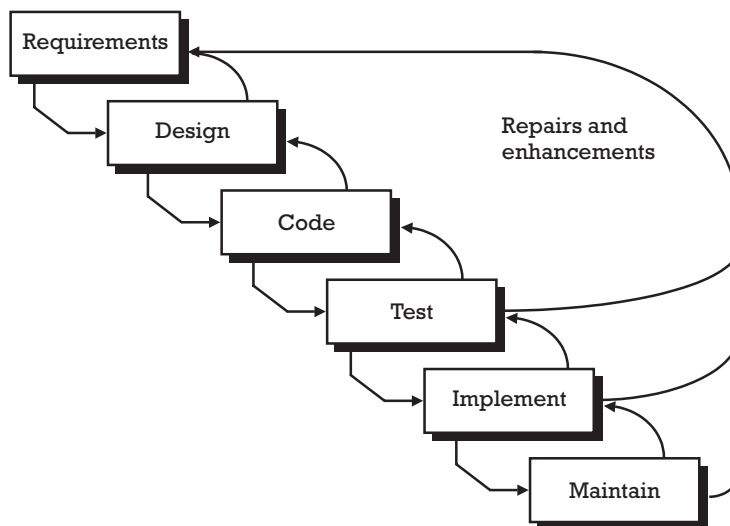 Requirements
Design
Repairs and
enhancements
Code
Test
Implement
Maintain